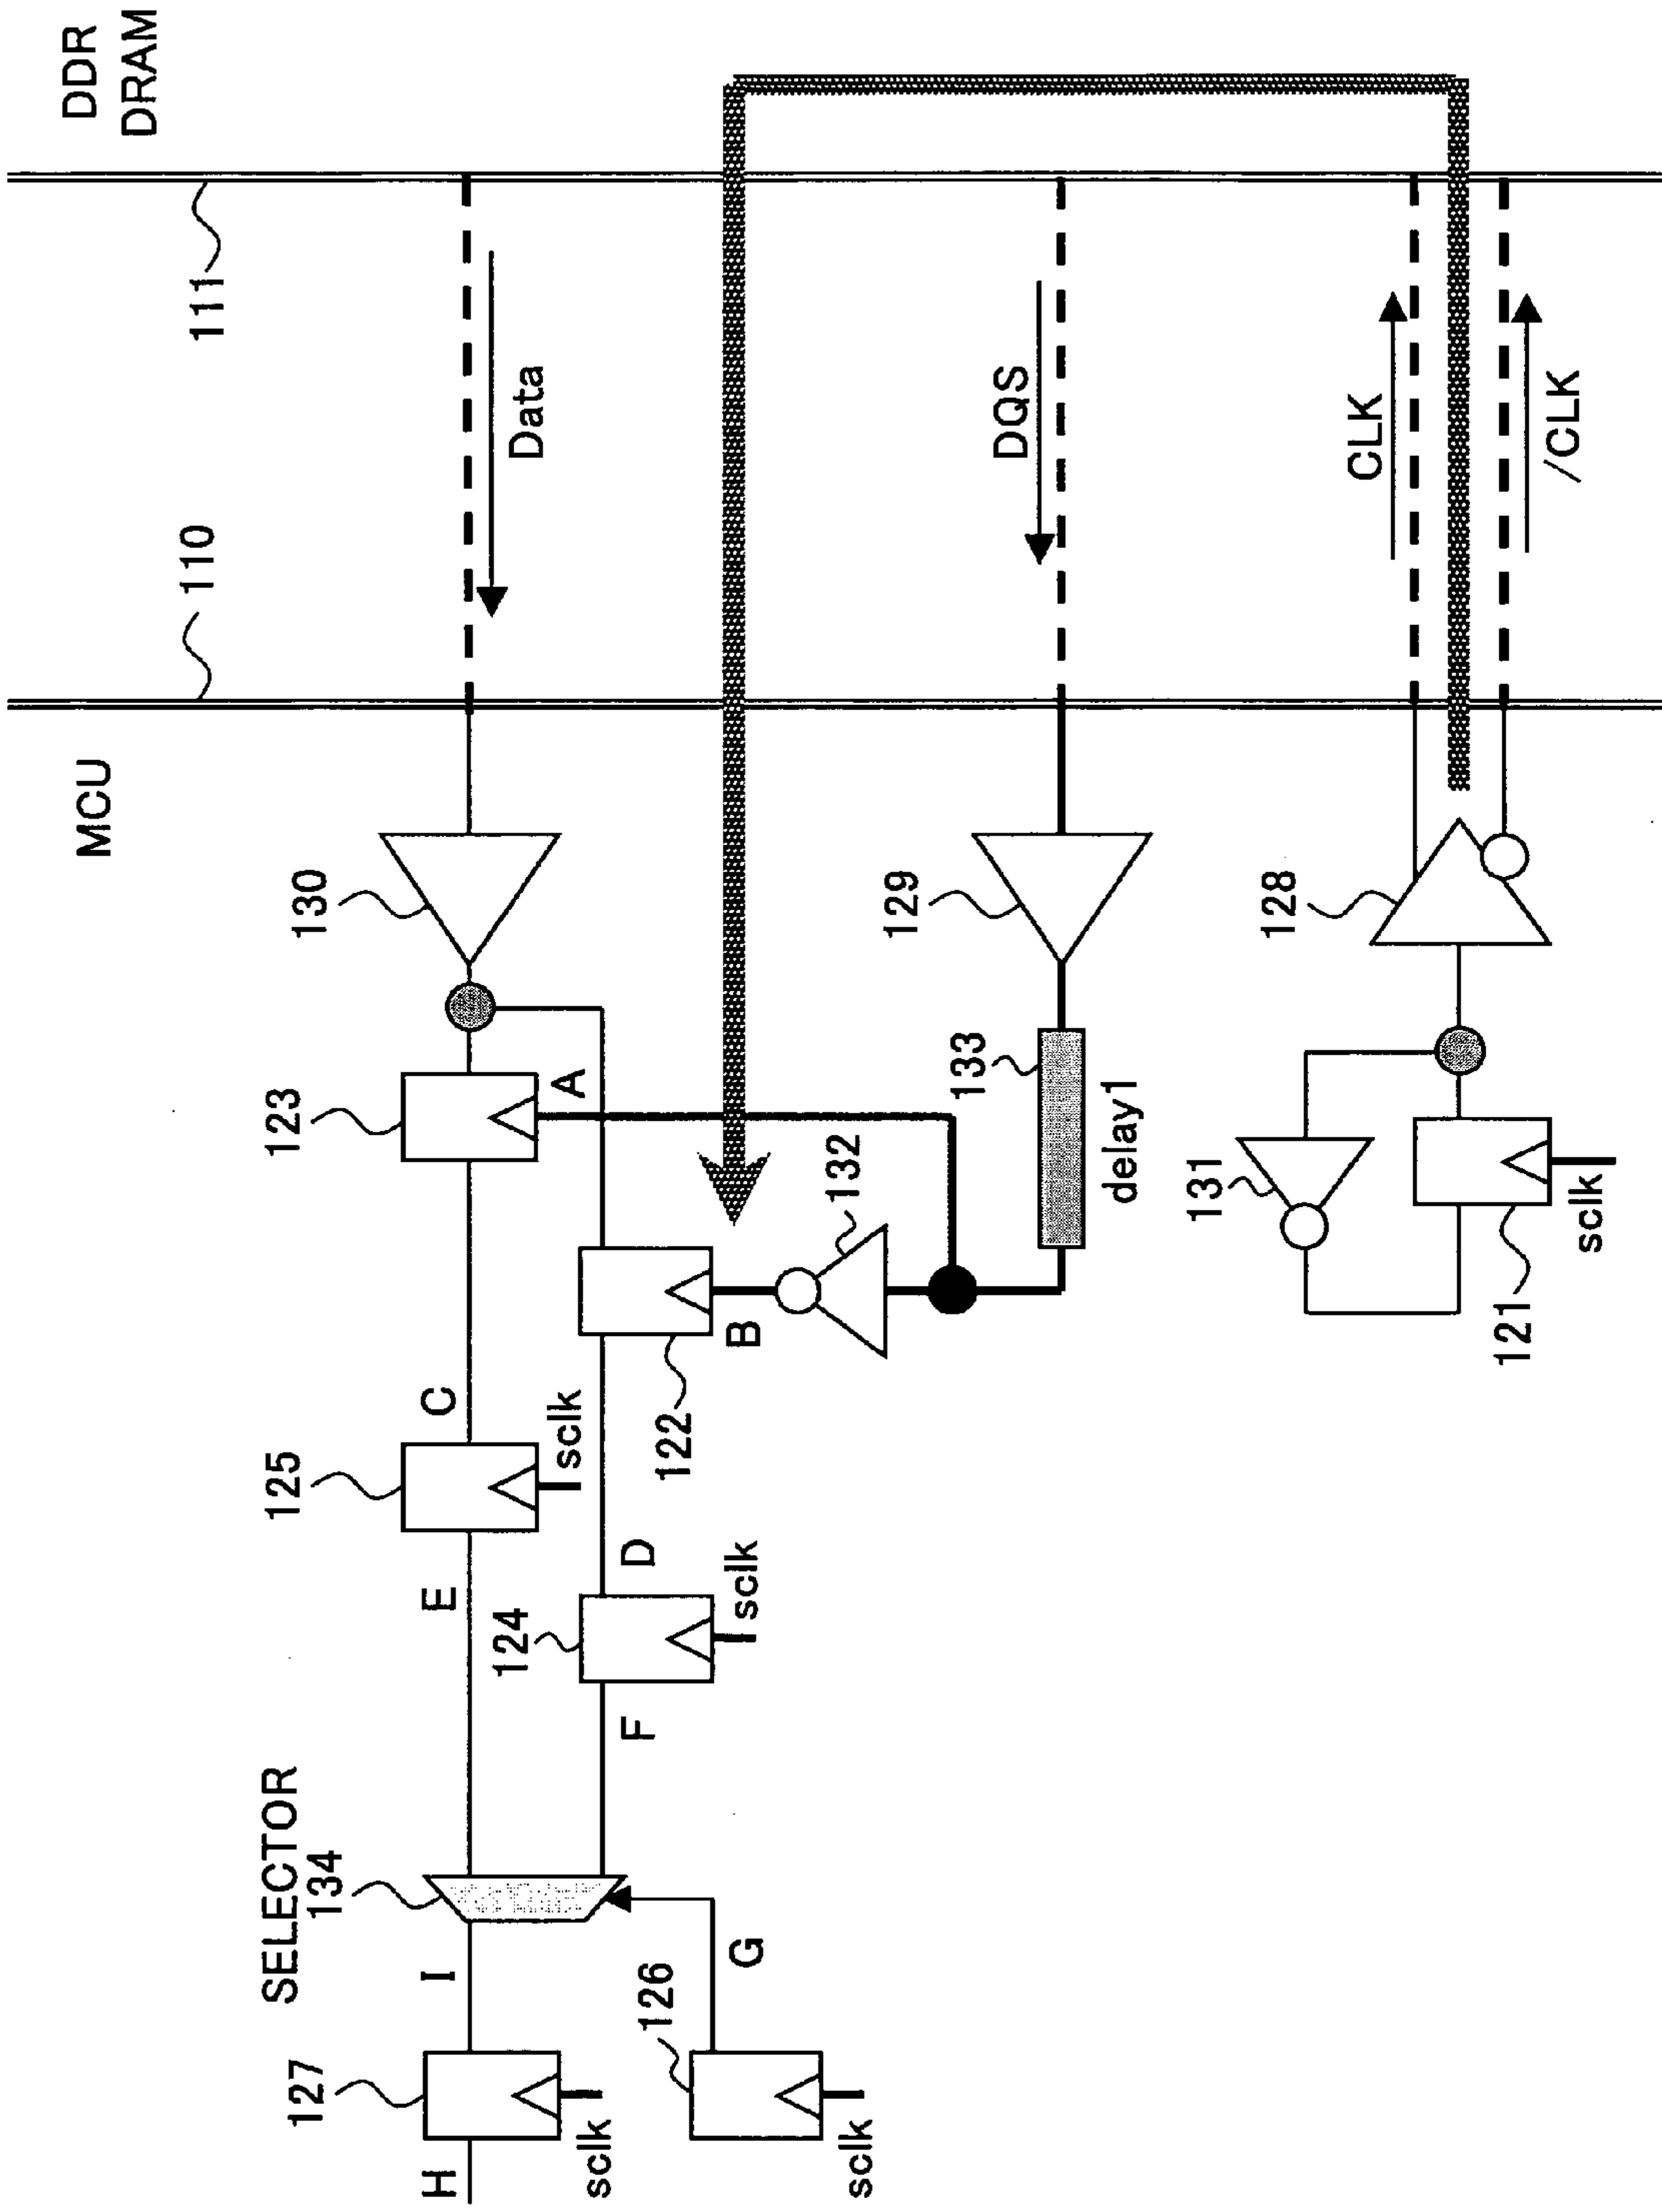 DDR
DRAM
MCU
111
110
Data
DQS
CLK
/CLK
130
129
128
123
A
133
delay1
132
131
sclk
121
B
122
125
C
sclk
E
D
124
sclk
F
SELECTOR
134
I
G
127
126
H
sclk
sclk